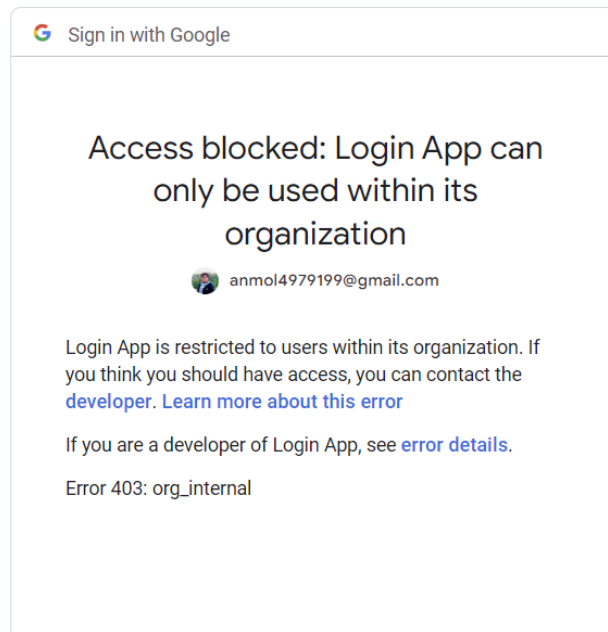 Sign in with Google
Access blocked: Login App can
only be used within its
organization
anmol4979199@gmail.com
Login App is restricted to users within its organization. If
you think you should have access, you can contact the
developer. Learn more about this error
If you are a developer of Login App, see error details.
Error 403: org_internal